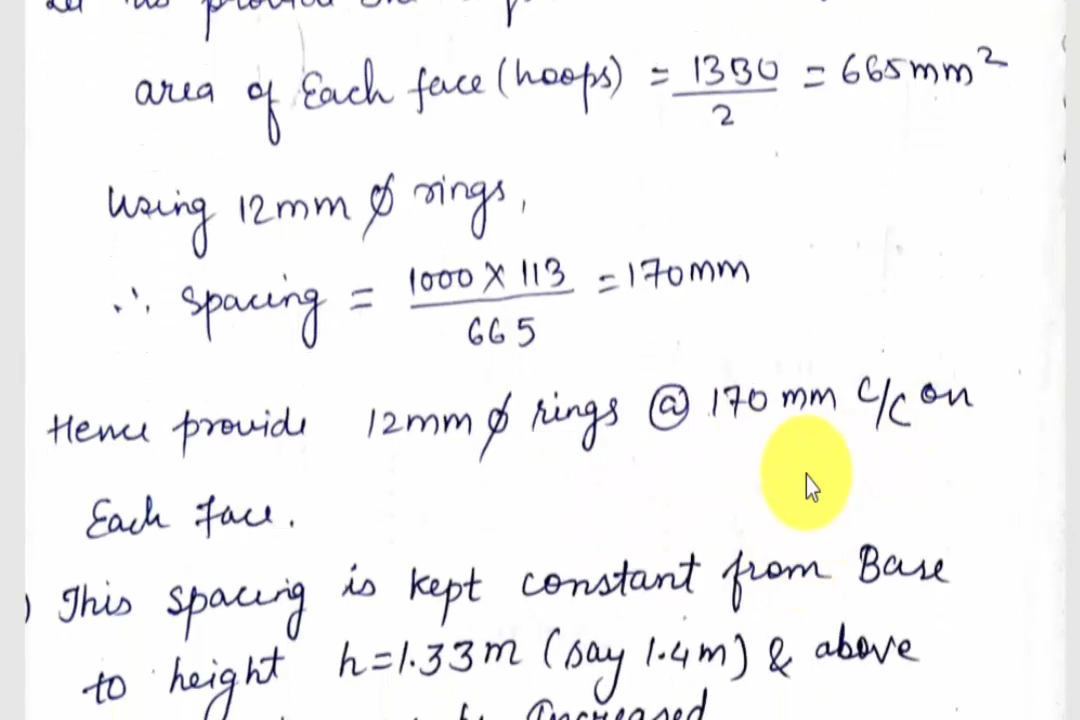 area of Each face (hoops) = 1330/2 = 665mm²
Using 12mm ϕ rings,
∴ Spacing = 1000 X 113/665 = 170mm
Hence provide 12mm ϕ rings @ 170 mm c/c on
Each face.
) This spacing is kept constant from Base
to height h=1.33m (say 1.4m) & above
Increased